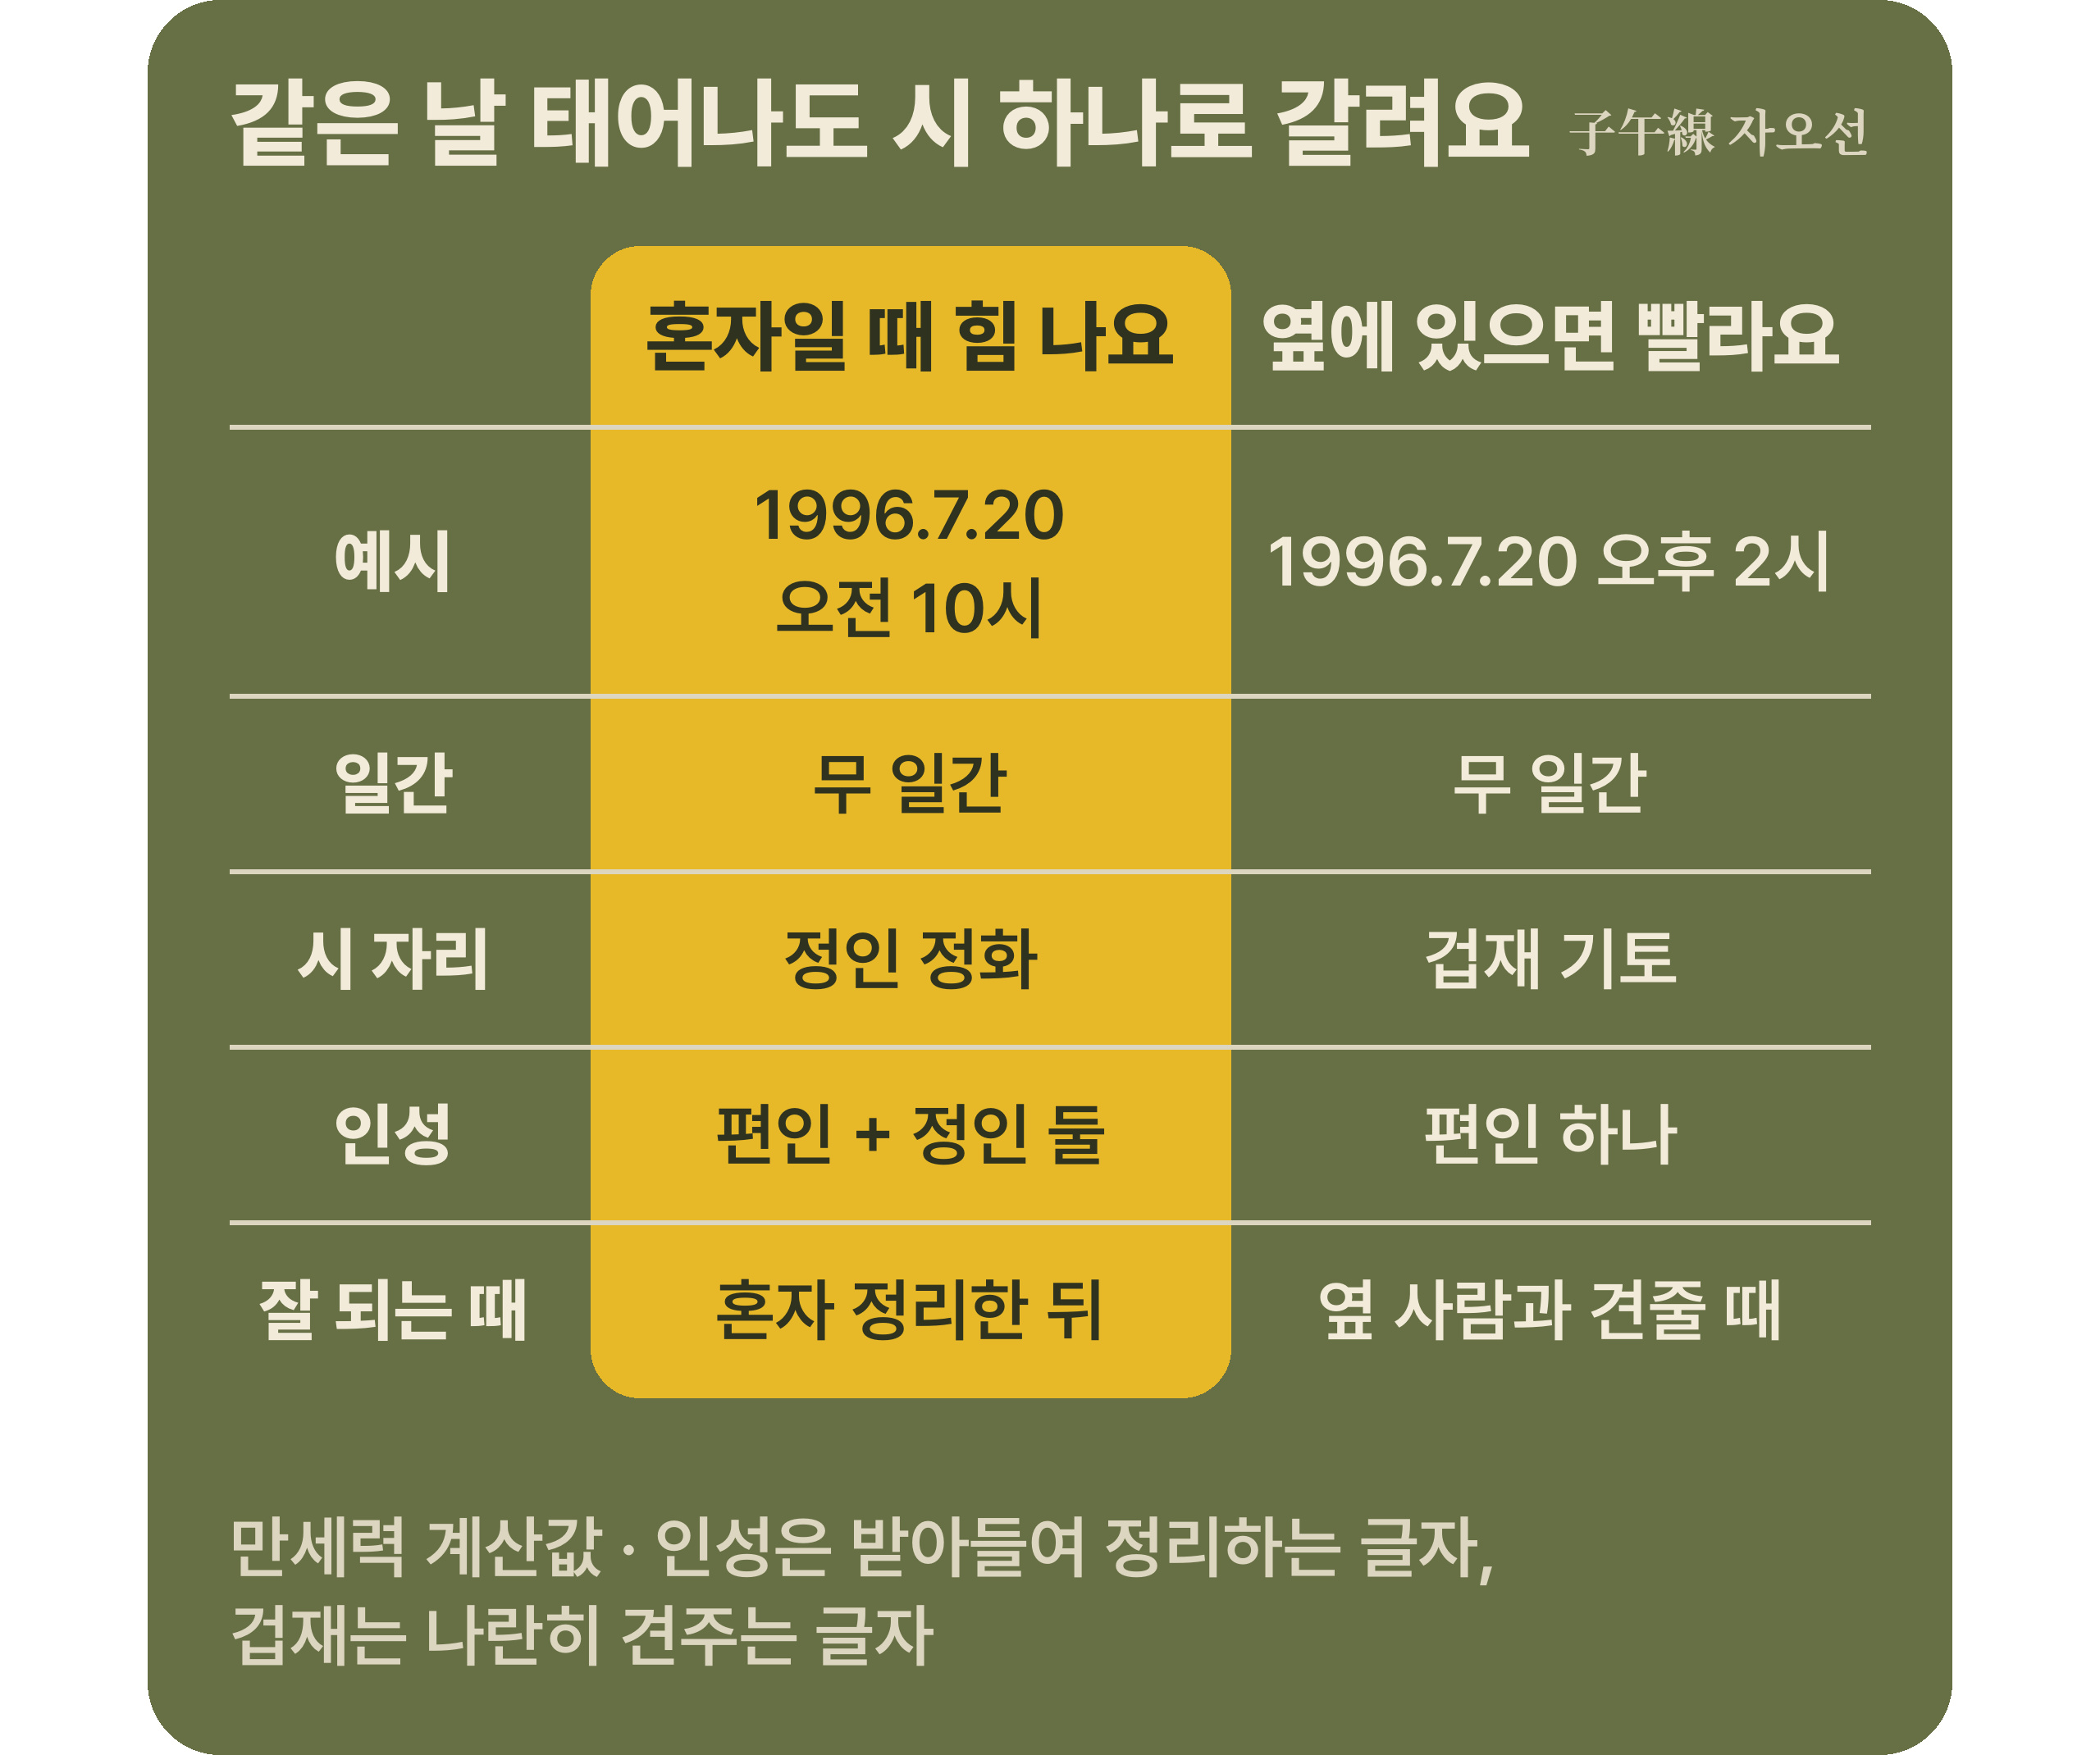 같은 날 태어나도 시 하나로 갈려요 子午猴 지은이
혼자일 때 힘 나요
옆에 있으면 빨라요
예시
1996.7.20
오전 10시
1996.7.20 오후 2시
일간
무 일간
무 일간
시 자리
정인 정화
겁재 기토
인성
편인 + 정인 둘
편인 하나
잘 되는 때
혼자 정리한 뒤
옆 사람과 견줄 때
만세력 계산값. 인성은 받아들여 정리하는 글자,
겁재는 나란히 견주는 글자